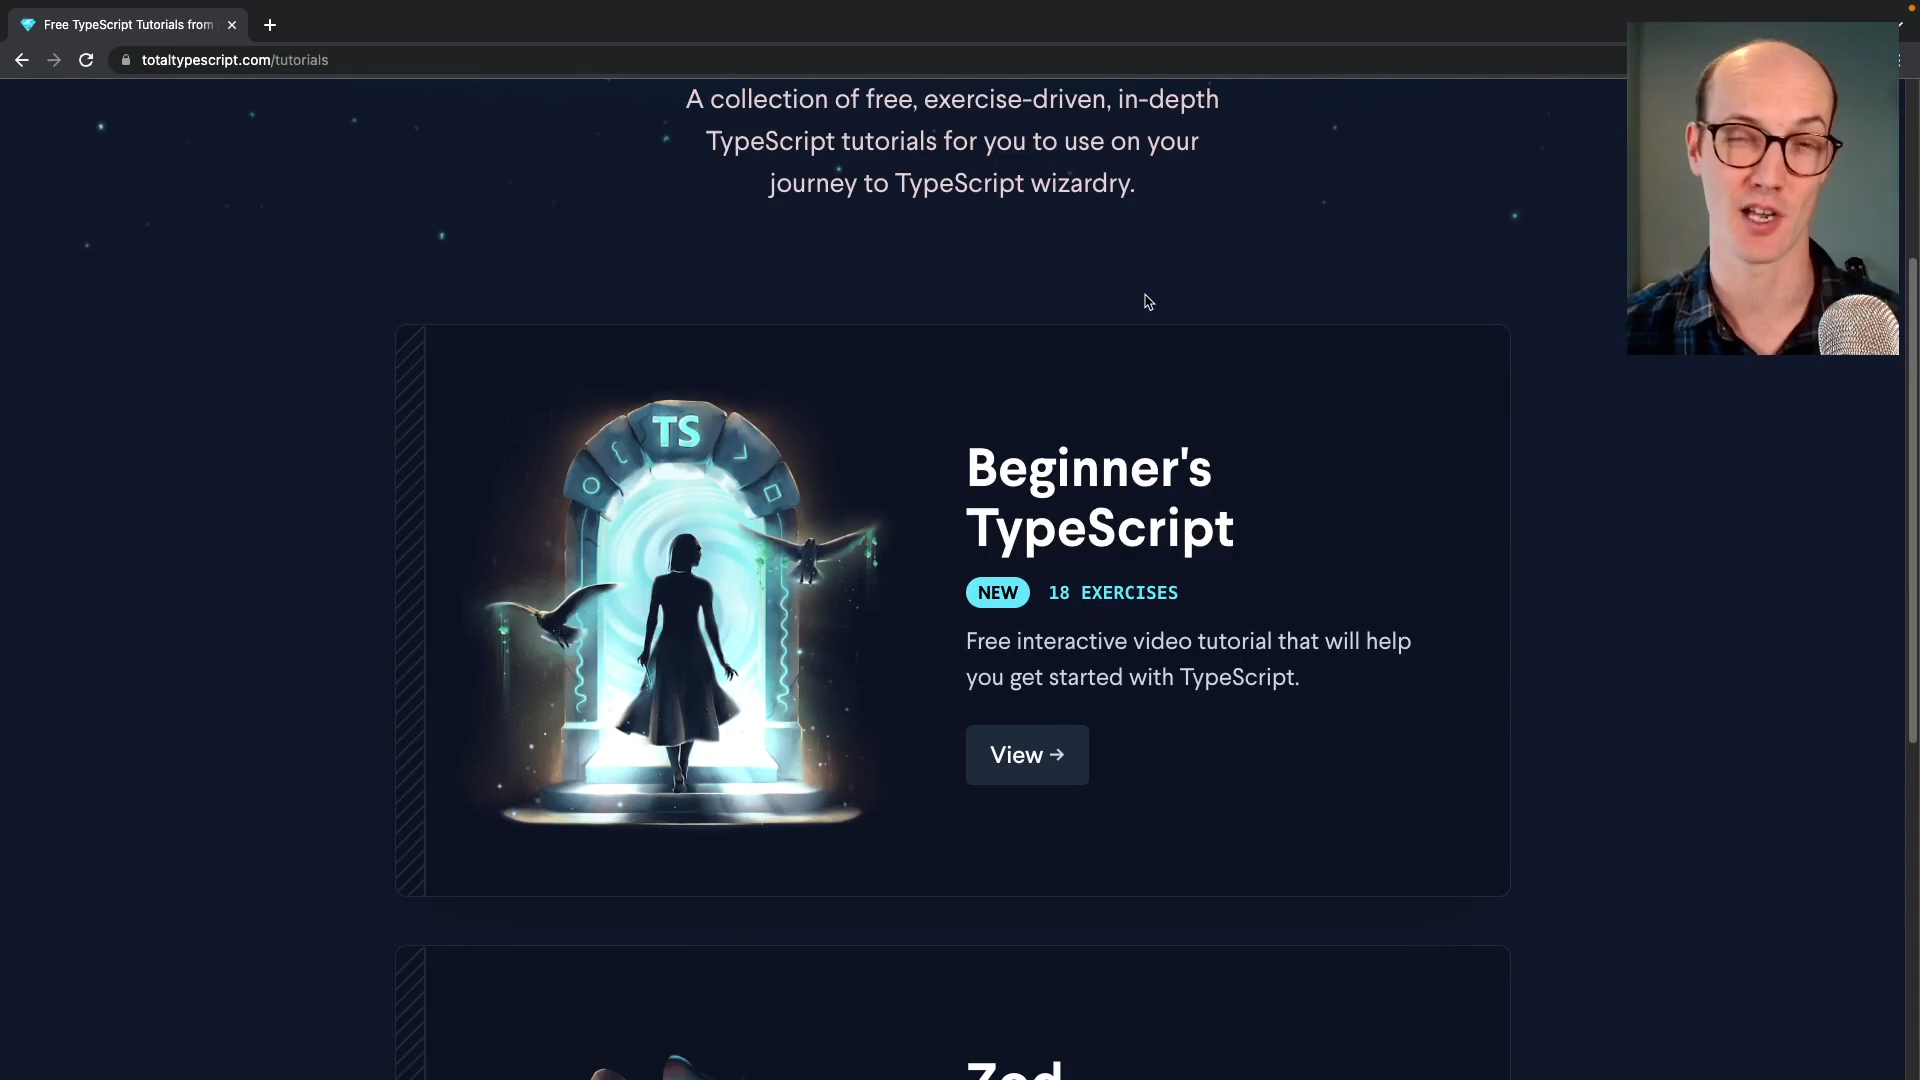 Free TypeScript Tutorials from
totaltypescript.com/tutorials
A collection of free, exercise-driven, in-depth
TypeScript tutorials for you to use on your
journey to TypeScript wizardry.
TS
Beginner's
TypeScript
NEW 18 EXERCISES
Free interactive video tutorial that will help
you get started with TypeScript.
View →
Zod